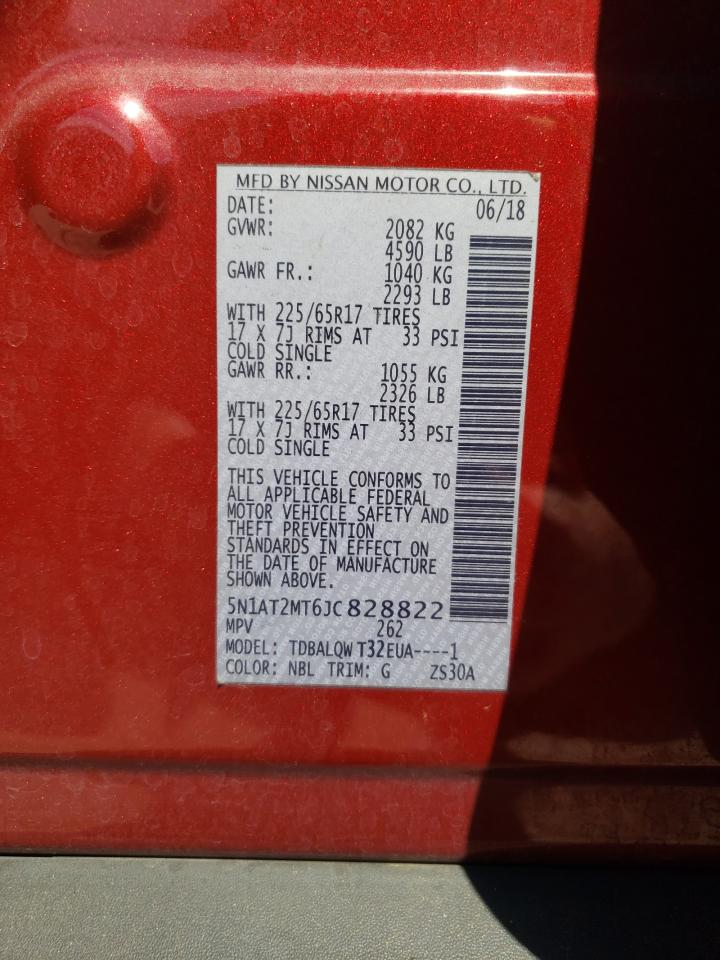 MFD BY NISSAN MOTOR CO., LTD.
DATE: 06/18
GVWR: 2082 KG
4590 LB
GAWR FR.: 1040 KG
2293 LB
WITH 225/65R17 TIRES
17 X 7J RIMS AT 33 PSI
COLD SINGLE
GAWR RR.: 1055 KG
2326 LB
WITH 225/65R17 TIRES
17 X 7J RIMS AT 33 PSI
COLD SINGLE
THIS VEHICLE CONFORMS TO
ALL APPLICABLE FEDERAL
MOTOR VEHICLE SAFETY AND
THEFT PREVENTION
STANDARDS IN EFFECT ON
THE DATE OF MANUFACTURE
SHOWN ABOVE.
5N1AT2MT6JC828822
MPV 262
MODEL: TDBALQW T32EUA----1
COLOR: NBL TRIM: G ZS30A